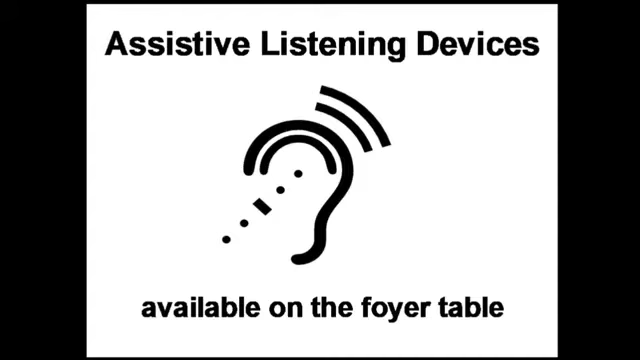 Assistive Listening Devices
available on the foyer table